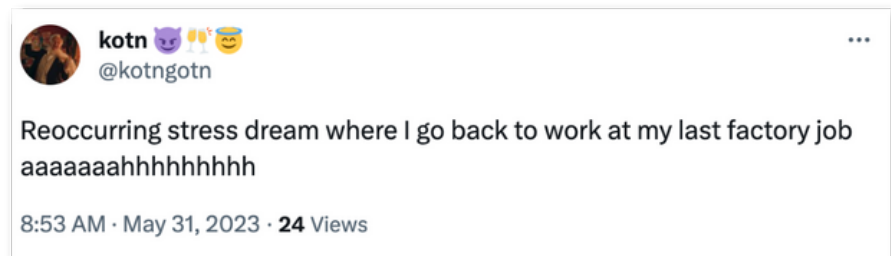 kotn 😈🥂😇
@kotngotn
Reoccurring stress dream where I go back to work at my last factory job
aaaaaaahhhhhhhhhh
8:53 AM · May 31, 2023 · 24 Views